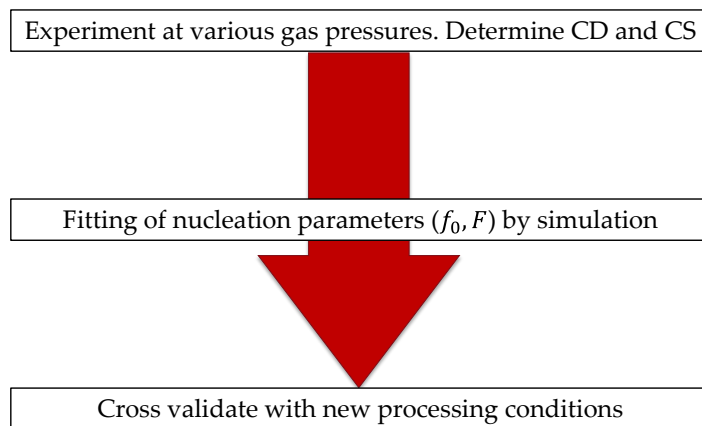 Experiment at various gas pressures. Determine CD and CS
Fitting of nucleation parameters (f₀, F) by simulation
Cross validate with new processing conditions